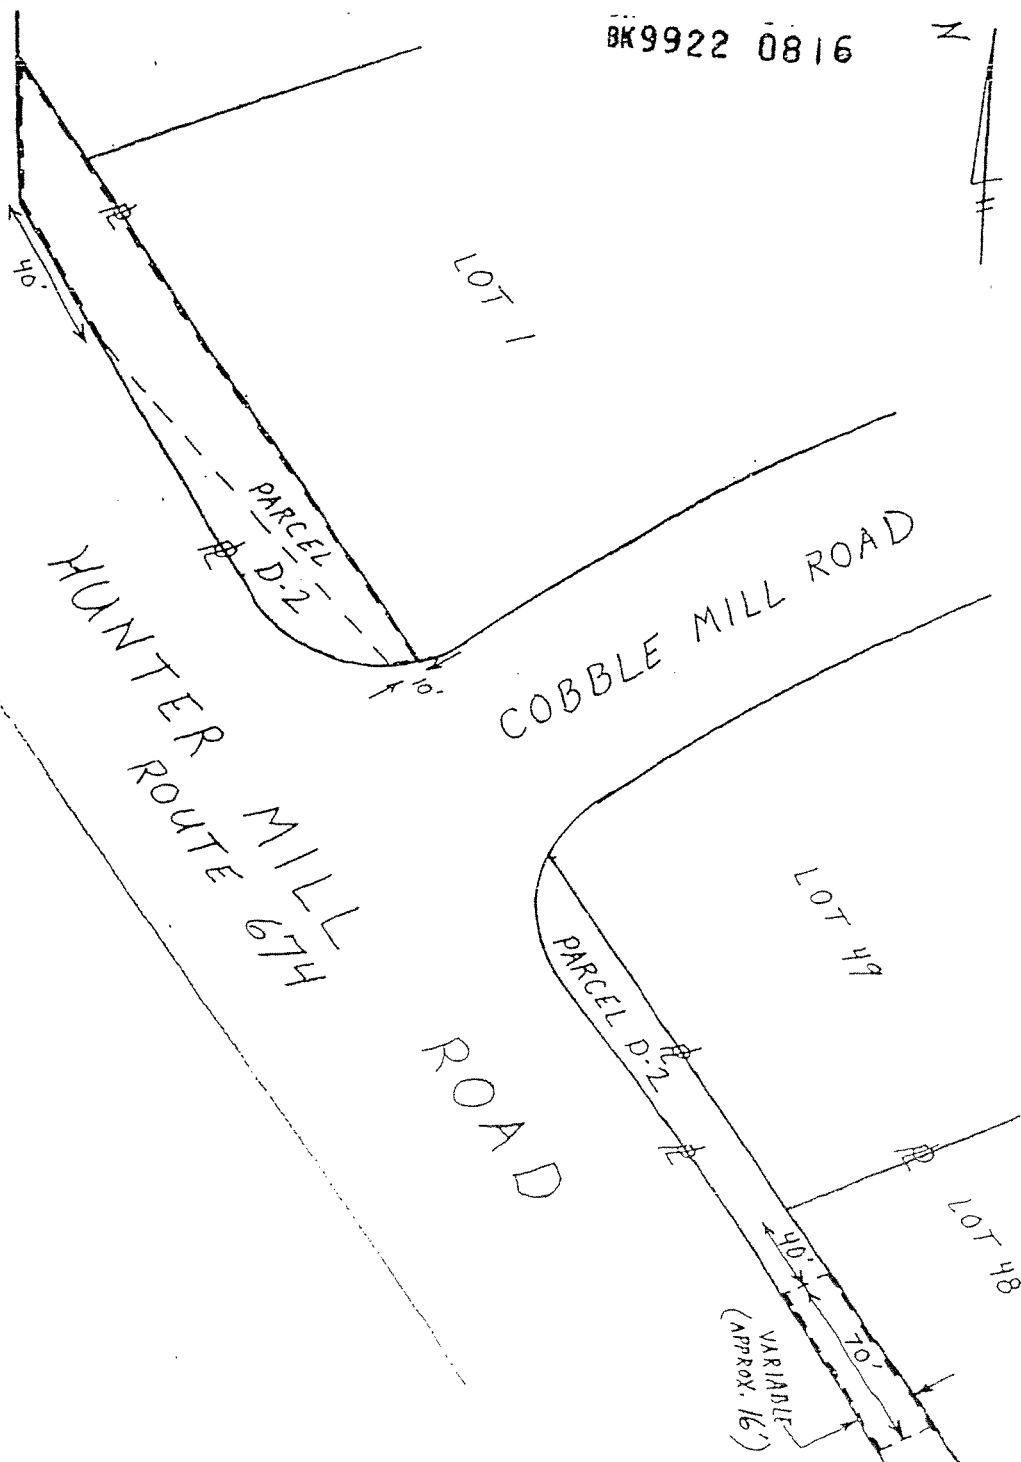 BK9922 0816
N
40'
LOT 1
PARCEL
D-2
10'
COBBLE MILL ROAD
HUNTER MILL ROAD
ROUTE 674
LOT 49
PARCEL D-2
LOT 48
40'
70'
VARIABLE
(APPROX. 16')